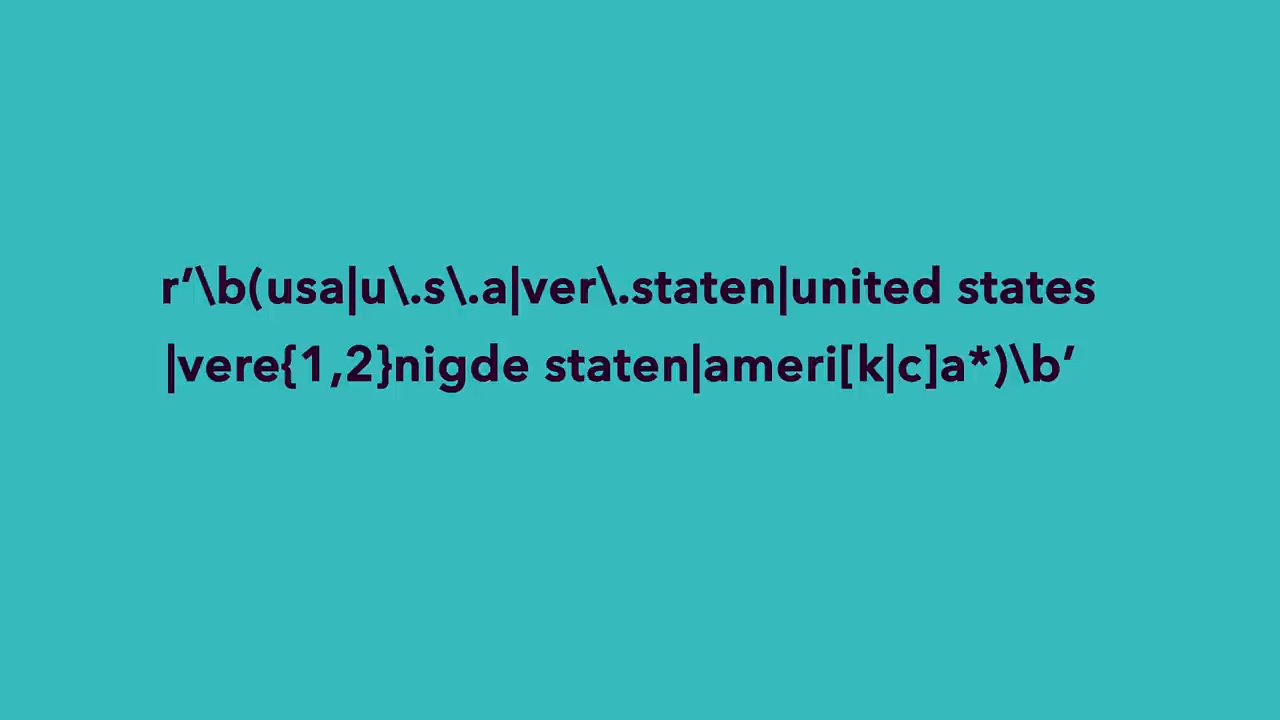 r’\b(usa|u\.s\.a|ver\.staten|united states
|vere{1,2}nigde staten|ameri[k|c]a*)\b’